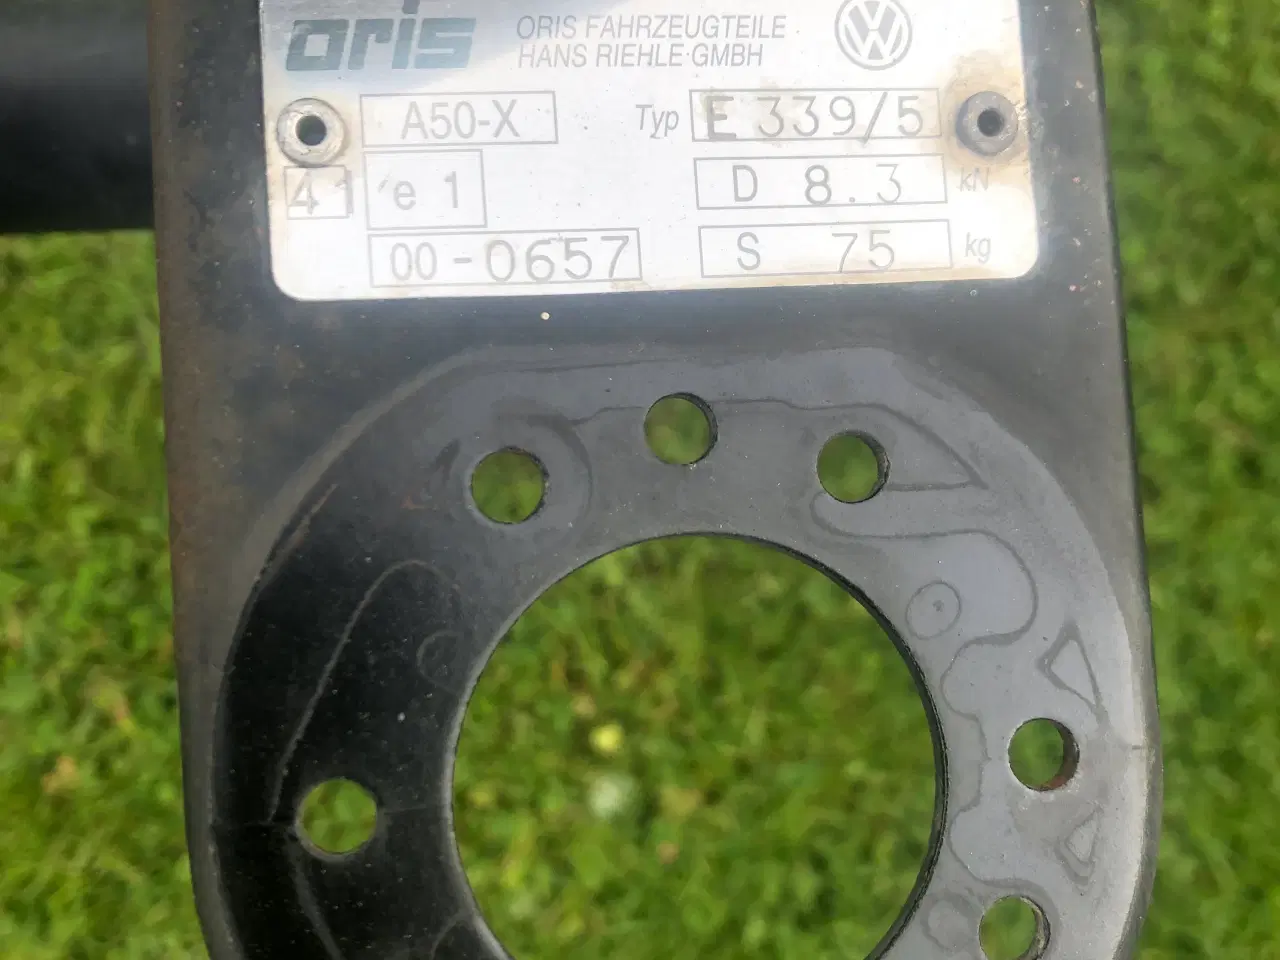 oris
ORIS FAHRZEUGTEILE
HANS RIEHLE·GMBH
VW
A50-X
Typ E 339/5
41 e 1
D 8.3 kN
00-0657
S 75 kg